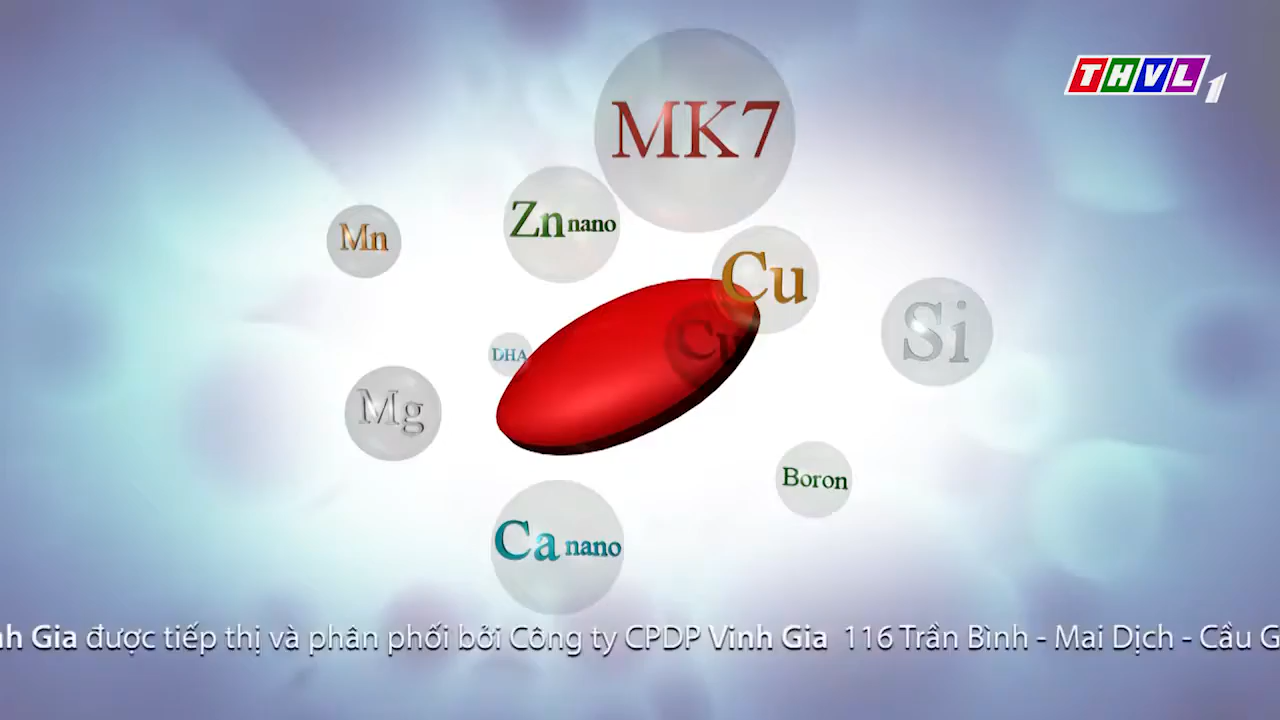 MK7
THVL1
Zn nano
Mn
Cu
Si
Cu
DHA
Mg
Boron
Ca nano
Gia được tiếp thị và phân phối bởi Công ty CPDP Vinh Gia 116 Trần Bình - Mai Dịch - Cầu G